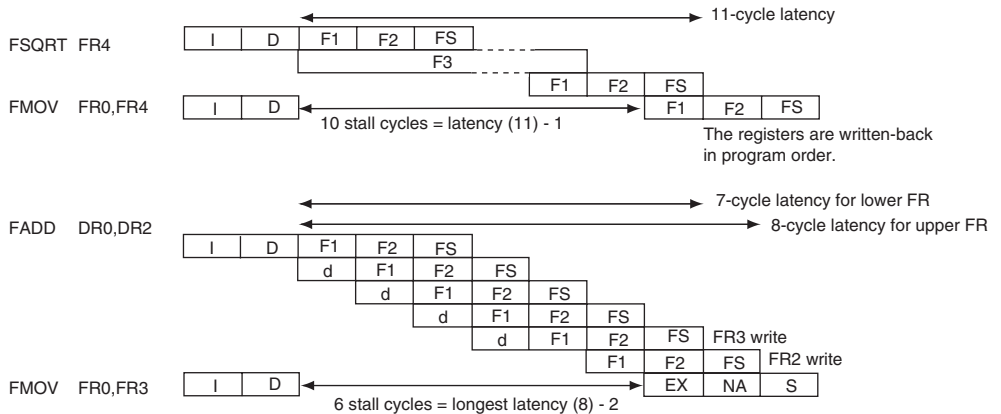 11-cycle latency
FSQRT FR4
I D F1 F2 FS
F3
F1 F2 FS
FMOV FR0,FR4
I D F1 F2 FS
10 stall cycles = latency (11) - 1
The registers are written-back
in program order.
7-cycle latency for lower FR
8-cycle latency for upper FR
FADD DR0,DR2
I D F1 F2 FS
d F1 F2 FS
d F1 F2 FS
d F1 F2 FS
d F1 F2 FS FR3 write
F1 F2 FS FR2 write
FMOV FR0,FR3
I D EX NA S
6 stall cycles = longest latency (8) - 2